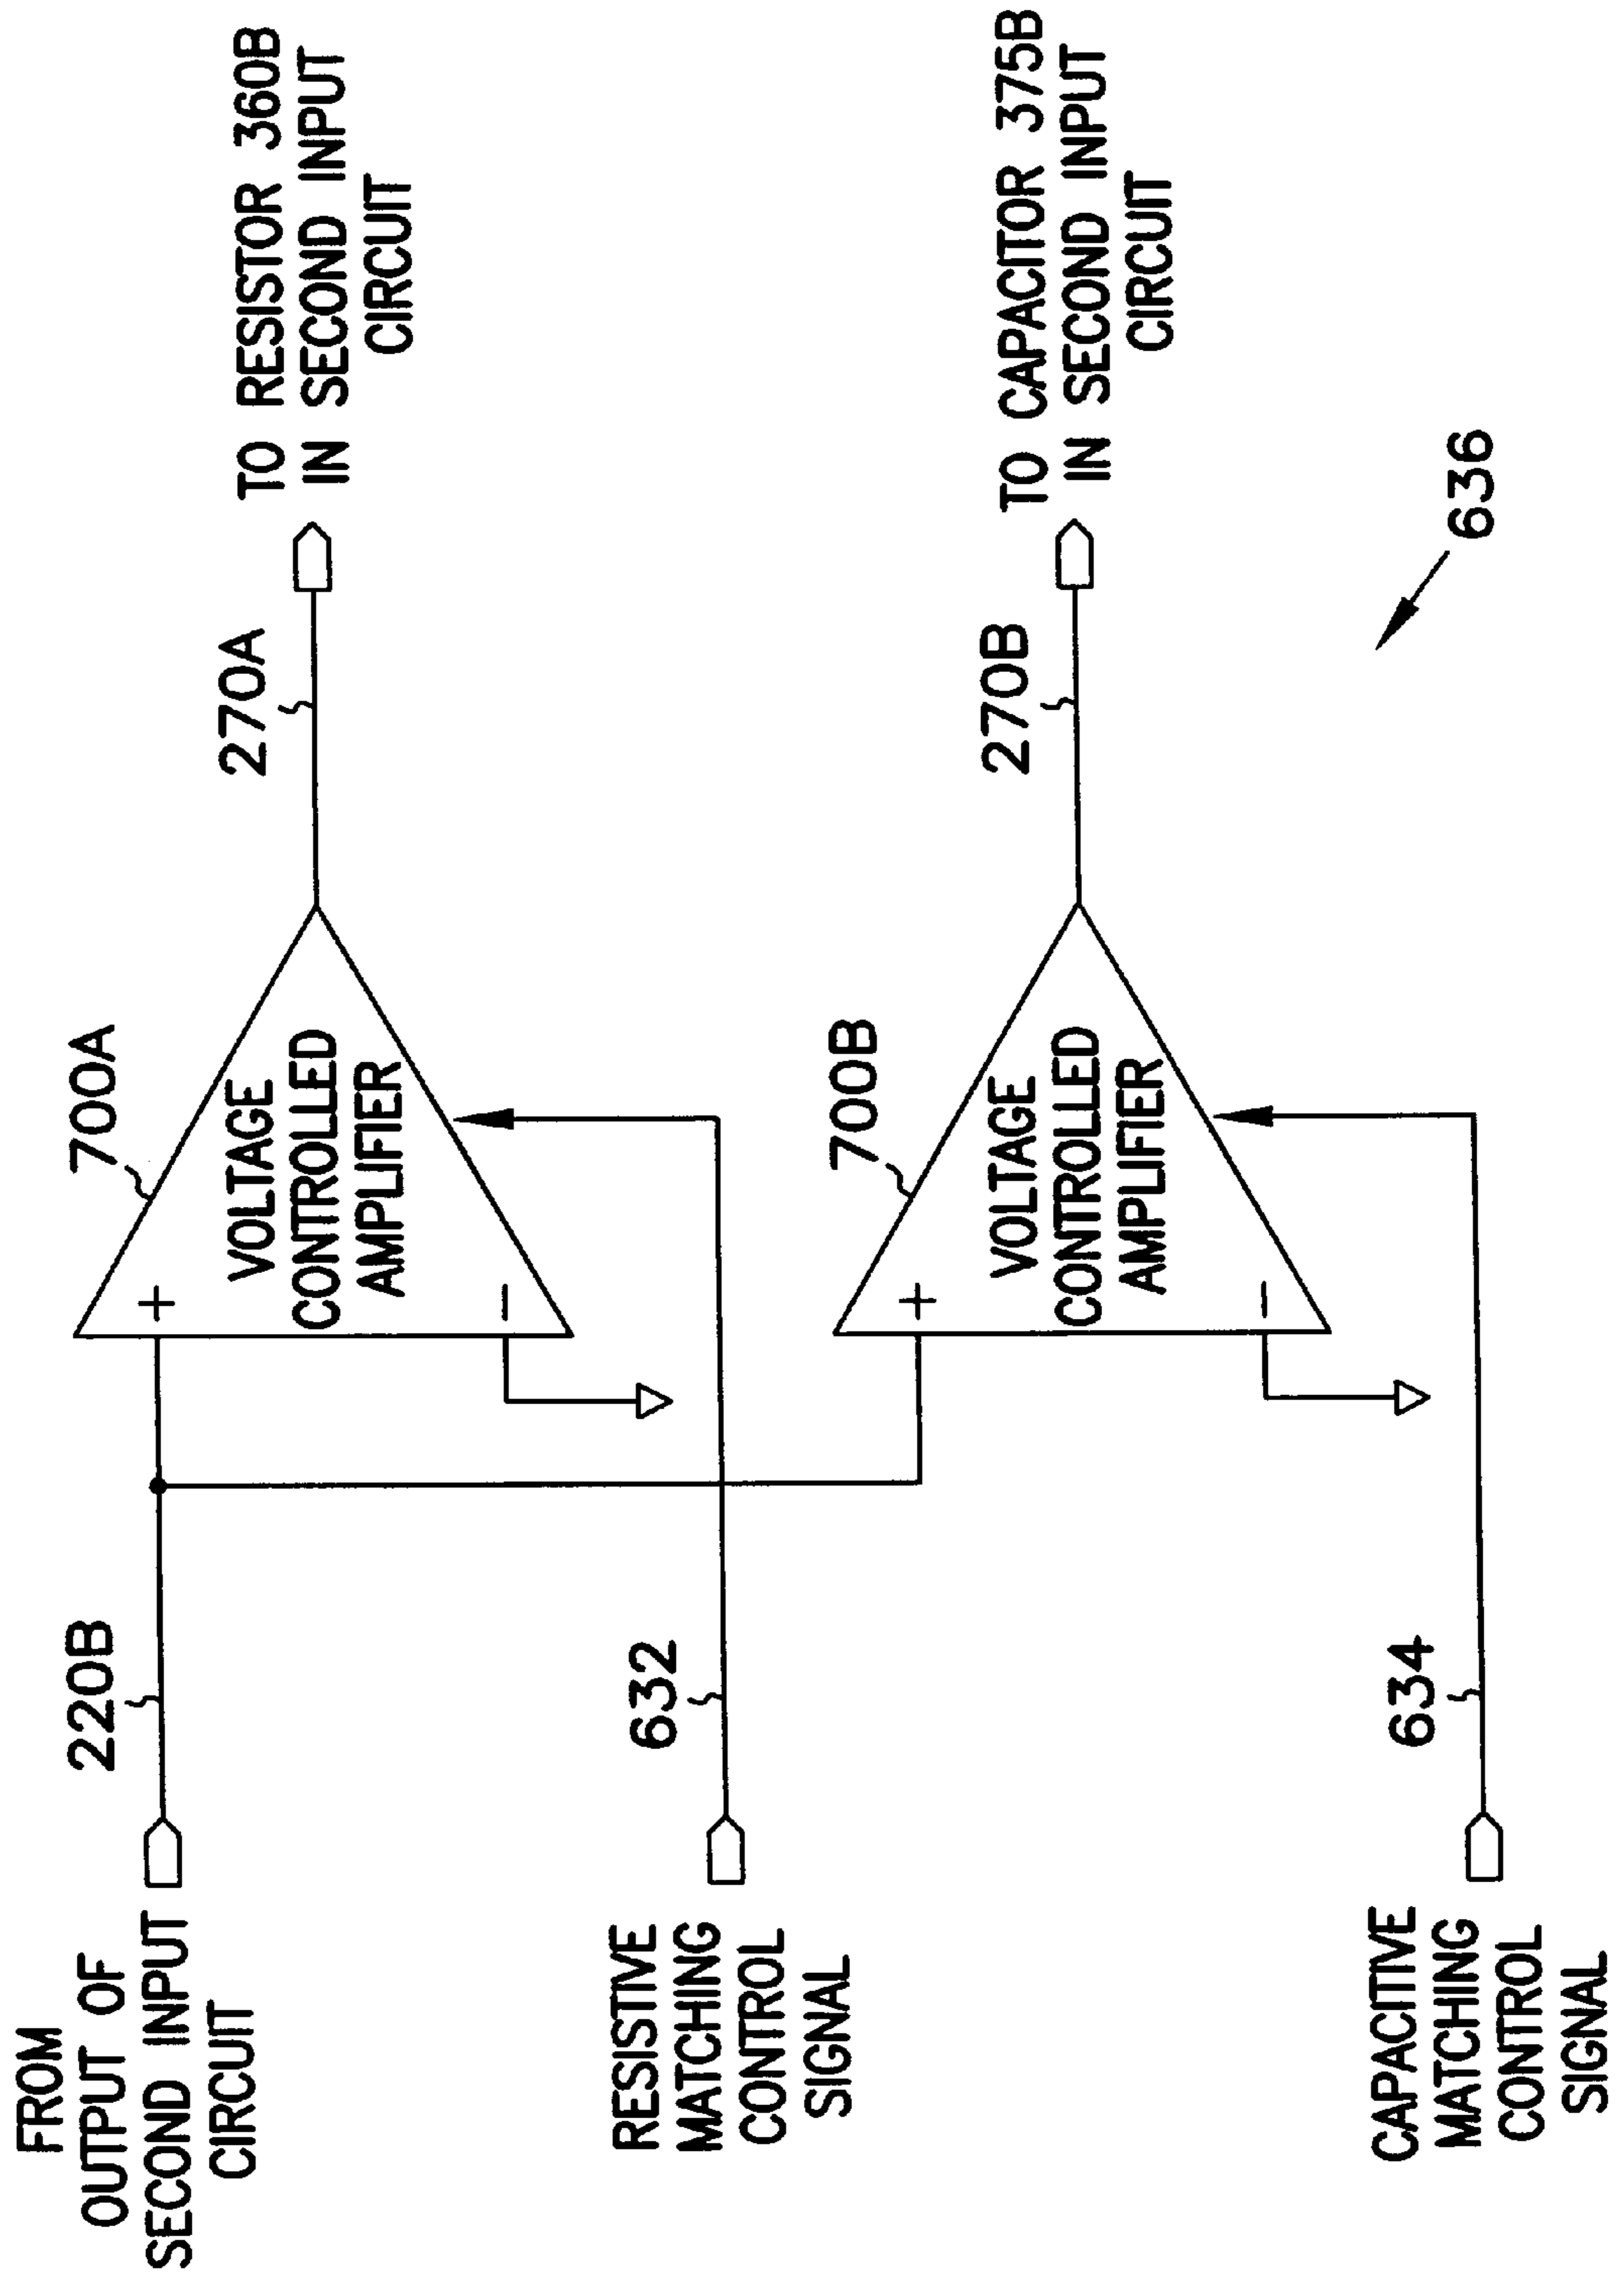 FROM
OUTPUT OF
SECOND INPUT
CIRCUIT
220B
700A
+
VOLTAGE
CONTROLLED
AMPLIFIER
−
270A
TO RESISTOR 360B
IN SECOND INPUT
CIRCUIT
RESISTIVE
MATCHING
CONTROL
SIGNAL
632
700B
+
VOLTAGE
CONTROLLED
AMPLIFIER
−
270B
TO CAPACITOR 375B
IN SECOND INPUT
CIRCUIT
CAPACITIVE
MATCHING
CONTROL
SIGNAL
634
636